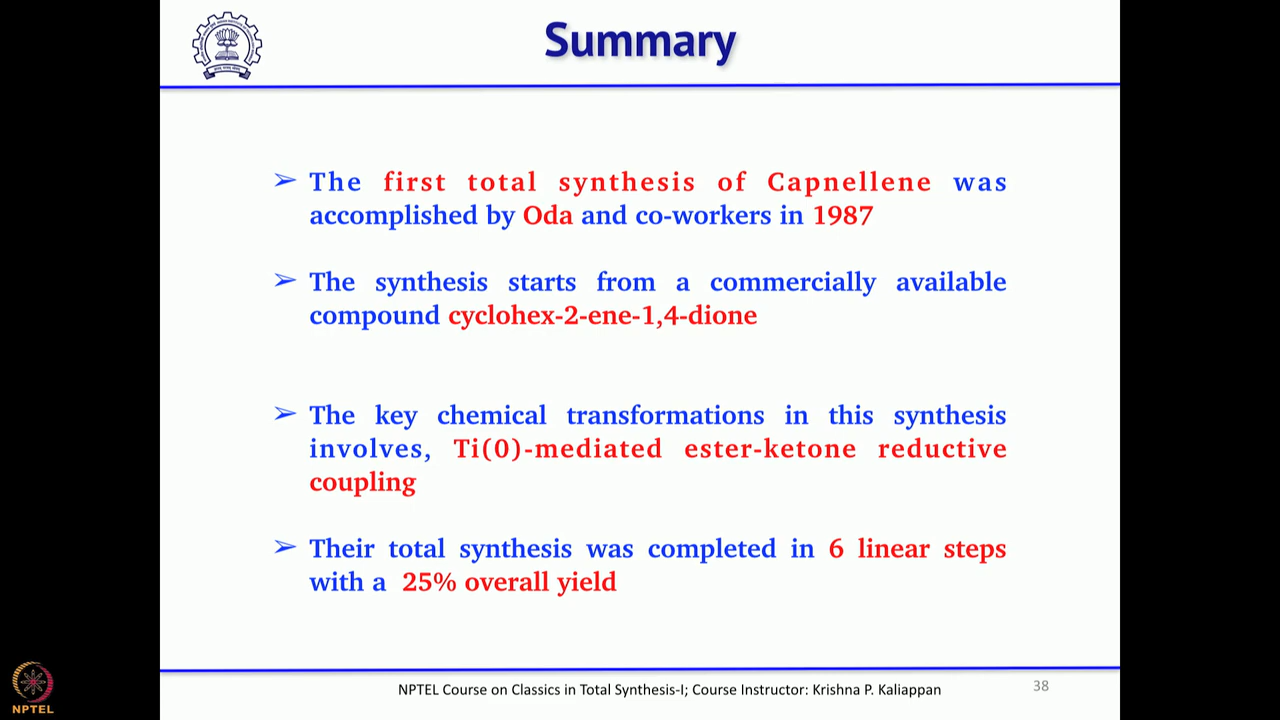 Summary
➢ The first total synthesis of Capnellene was
accomplished by Oda and co-workers in 1987
➢ The synthesis starts from a commercially available
compound cyclohex-2-ene-1,4-dione
➢ The key chemical transformations in this synthesis
involves, Ti(0)-mediated ester-ketone reductive
coupling
➢ Their total synthesis was completed in 6 linear steps
with a 25% overall yield
NPTEL Course on Classics in Total Synthesis-I; Course Instructor: Krishna P. Kaliappan
38
NPTEL